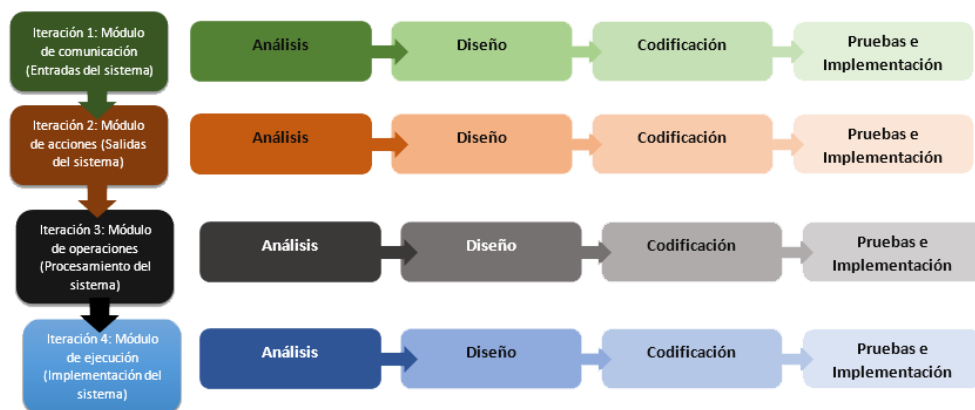 Iteración 1: Módulo
de comunicación
(Entradas del sistema)
Análisis
Diseño
Codificación
Pruebas e
Implementación
Iteración 2: Módulo
de acciones (Salidas
del sistema)
Análisis
Diseño
Codificación
Pruebas e
Implementación
Iteración 3: Módulo
de operaciones
(Procesamiento del
sistema)
Análisis
Diseño
Codificación
Pruebas e
Implementación
Iteración 4: Módulo
de ejecución
(Implementación del
sistema)
Análisis
Diseño
Codificación
Pruebas e
Implementación